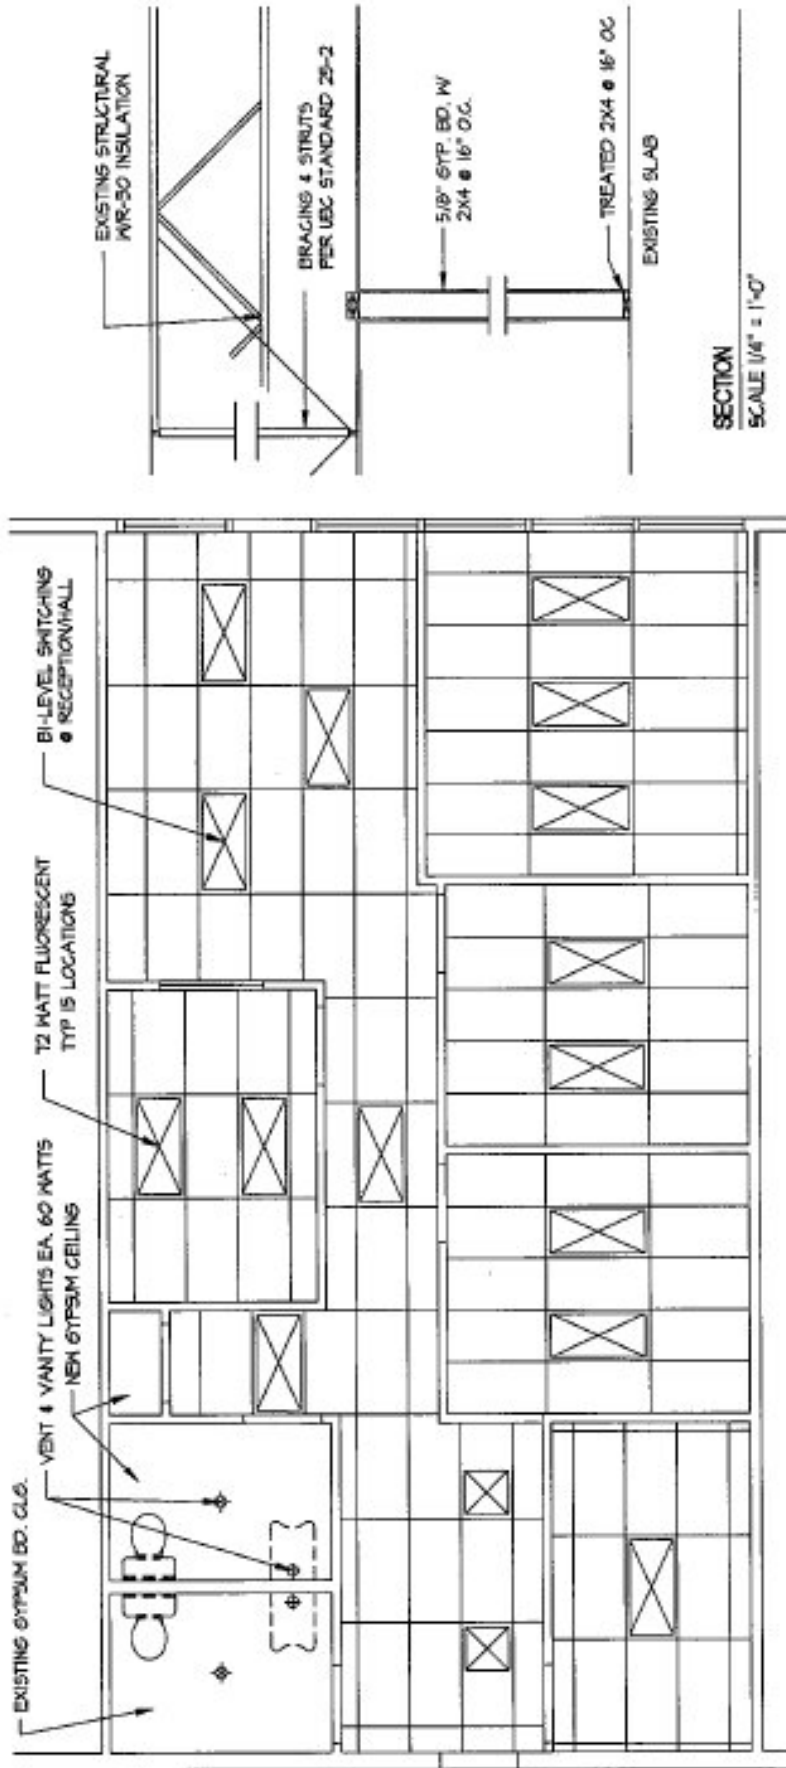 EXISTING STRUCTURAL
W/R-30 INSULATION
BRACING & STRUTS
PER UBC STANDARD 25-2
5/8" GYP. BD. W/
2X4 @ 16" O.C.
TREATED 2X4 @ 16" OC
EXISTING SLAB
SECTION
SCALE 1/4" = 1'-0"
BI-LEVEL SWITCHING
@ RECEPTION/HALL
72 WATT FLUORESCENT
TYP 15 LOCATIONS
VENT & VANITY LIGHTS EA. 60 WATTS
NEW GYPSUM CEILING
EXISTING GYPSUM BD. CLG.